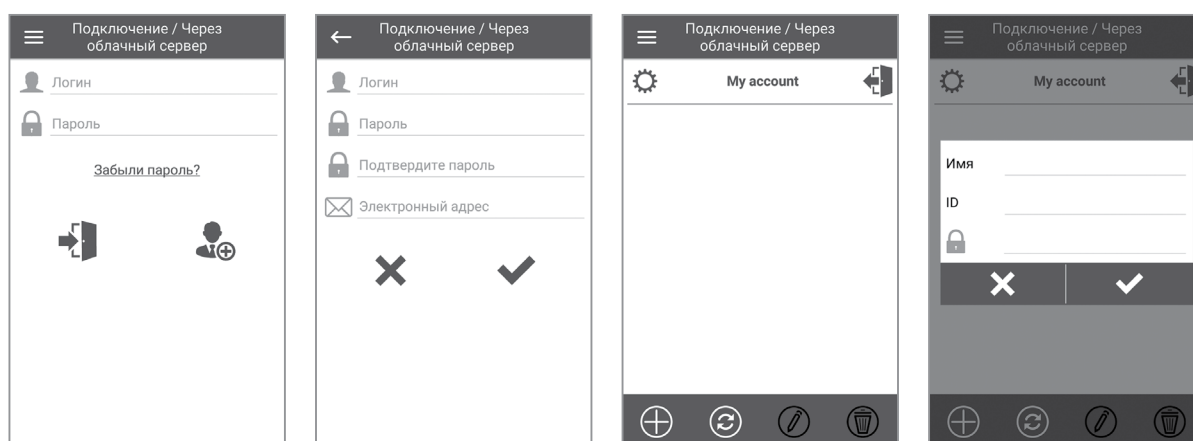 Подключение / Через
облачный сервер
Логин
Пароль
Забыли пароль?
Подключение / Через
облачный сервер
Логин
Пароль
Подтвердите пароль
Электронный адрес
Подключение / Через
облачный сервер
My account
Подключение / Через
облачный сервер
My account
Имя
ID